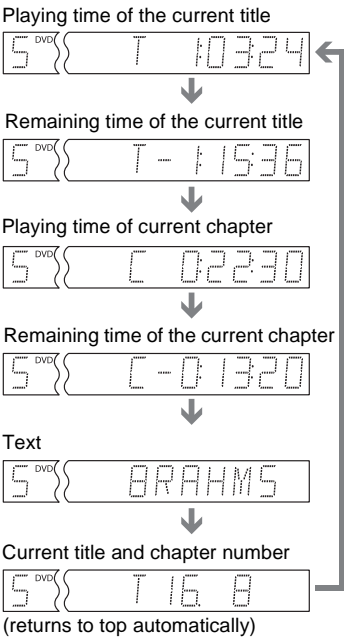 Playing time of the current title
5 DVD T 1:03:24
Remaining time of the current title
5 DVD T-1:15:36
Playing time of current chapter
5 DVD C 0:22:30
Remaining time of the current chapter
5 DVD C-0:13:20
Text
5 DVD BRAHMS
Current title and chapter number
5 DVD T 16. 8
(returns to top automatically)